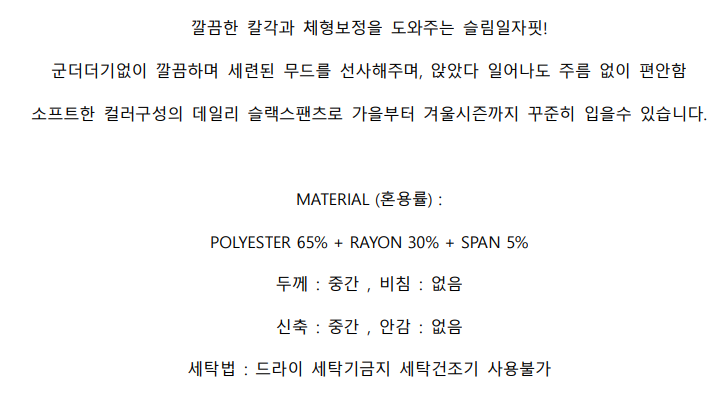 깔끔한 칼각과 체형보정을 도와주는 슬림일자핏!
군더더기없이 깔끔하며 세련된 무드를 선사해주며, 앉았다 일어나도 주름 없이 편안함
소프트한 컬러구성의 데일리 슬랙스팬츠로 가을부터 겨울시즌까지 꾸준히 입을수 있습니다.
MATERIAL (혼용률) :
POLYESTER 65% + RAYON 30% + SPAN 5%
두께 : 중간 , 비침 : 없음
신축 : 중간 , 안감 : 없음
세탁법 : 드라이 세탁기금지 세탁건조기 사용불가